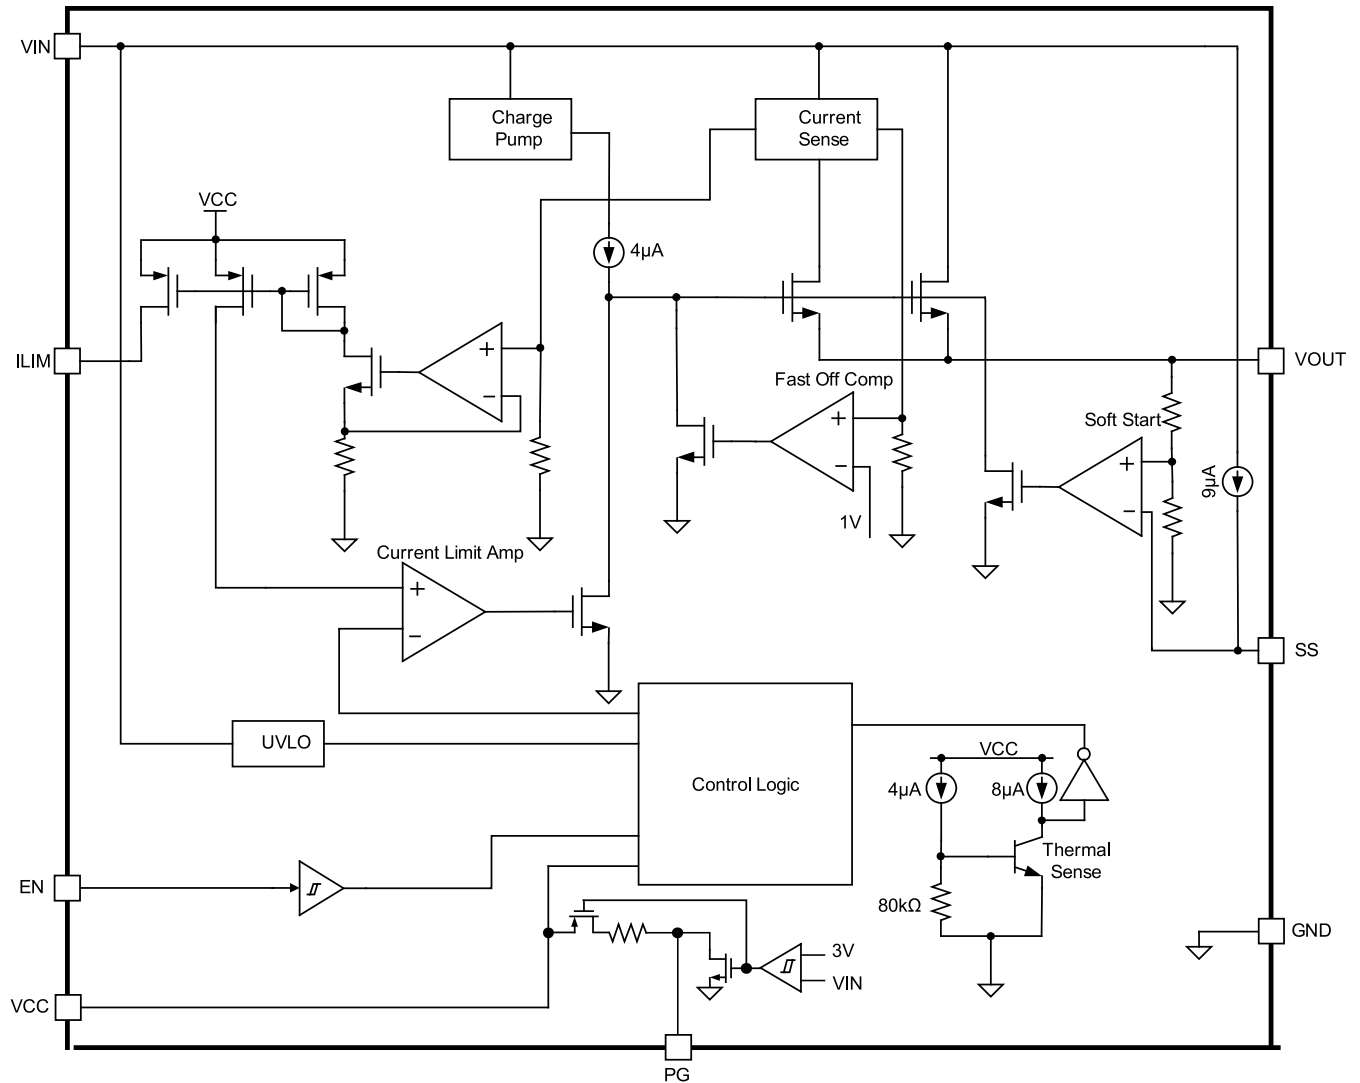 VIN
Charge
Pump
Current
Sense
VCC
4µA
+
−
ILIM
VOUT
Fast Off Comp
+
−
1V
Soft Start
+
−
9µA
Current Limit Amp
+
−
SS
UVLO
Control Logic
VCC
4µA
8µA
Thermal
Sense
80kΩ
EN
GND
3V
VIN
VCC
PG